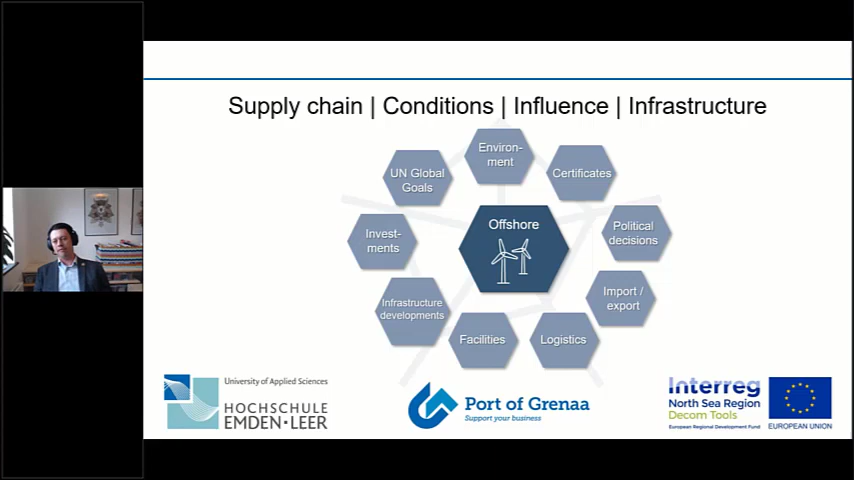 Supply chain | Conditions | Influence | Infrastructure
Environ-
ment
UN Global
Goals
Certificates
Invest-
ments
Offshore
Political
decisions
Infrastructure
developments
Import /
export
Facilities
Logistics
University of Applied Sciences
HOCHSCHULE
EMDEN·LEER
Port of Grenaa
Support your business
Interreg
North Sea Region
Decom Tools
European Regional Development Fund
EUROPEAN UNION